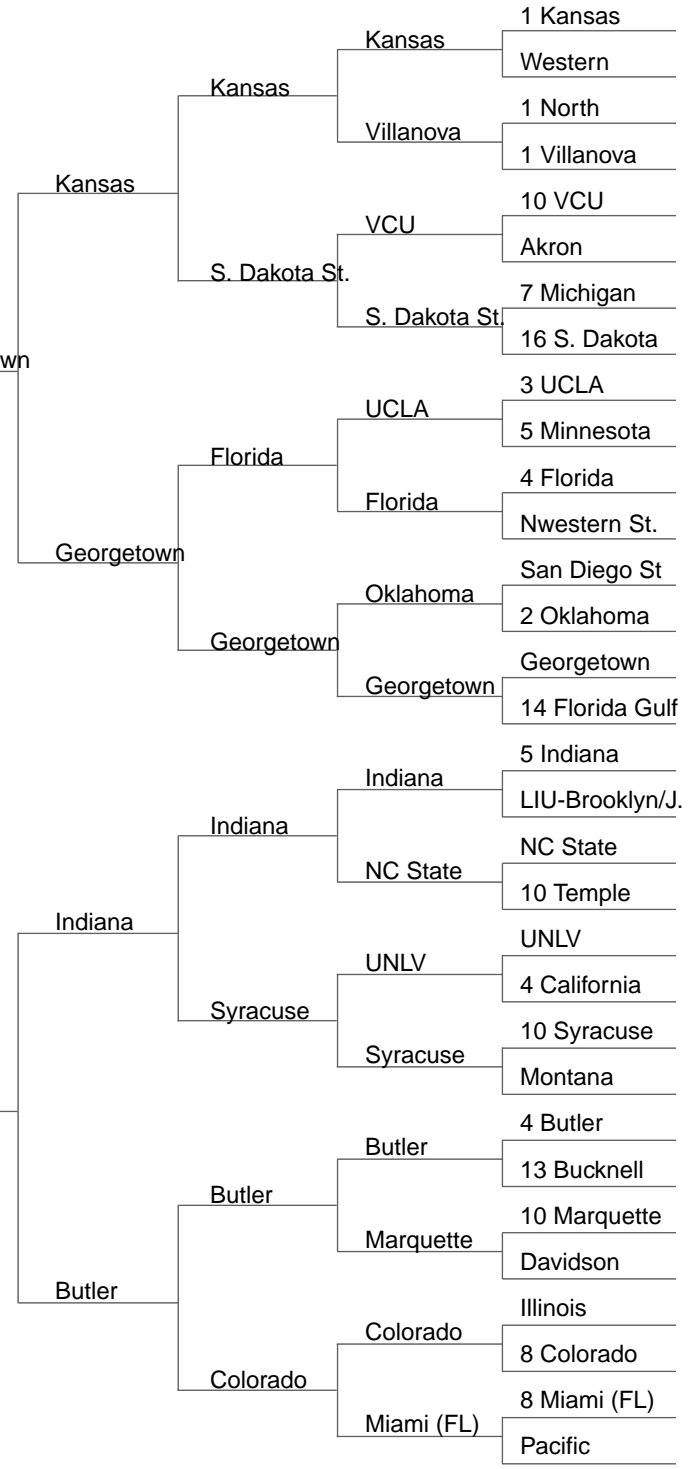 1 Kansas
Kansas
Western
Kansas
1 North
Villanova
1 Villanova
Kansas
10 VCU
VCU
Akron
S. Dakota St.
7 Michigan
S. Dakota St.
16 S. Dakota
wn
3 UCLA
UCLA
5 Minnesota
Florida
4 Florida
Florida
Nwestern St.
Georgetown
San Diego St
Oklahoma
2 Oklahoma
Georgetown
Georgetown
Georgetown
14 Florida Gulf
5 Indiana
Indiana
LIU-Brooklyn/J.
Indiana
NC State
NC State
10 Temple
Indiana
UNLV
UNLV
4 California
Syracuse
10 Syracuse
Syracuse
Montana
4 Butler
Butler
13 Bucknell
Butler
10 Marquette
Marquette
Davidson
Butler
Illinois
Colorado
8 Colorado
Colorado
8 Miami (FL)
Miami (FL)
Pacific